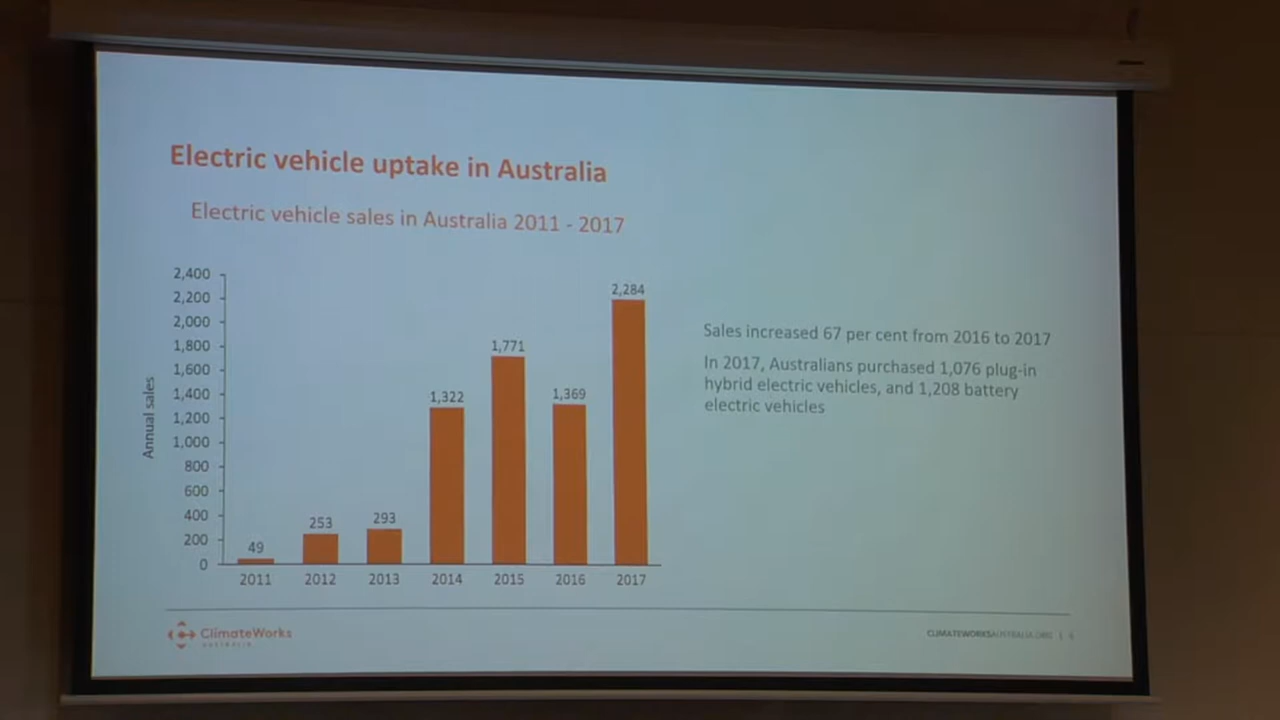 Electric vehicle uptake in Australia
Electric vehicle sales in Australia 2011 - 2017
Annual sales
2,400
2,200
2,000
1,800
1,600
1,400
1,200
1,000
800
600
400
200
0
49
253
293
1,322
1,771
1,369
2,284
2011 2012 2013 2014 2015 2016 2017
Sales increased 67 per cent from 2016 to 2017
In 2017, Australians purchased 1,076 plug-in
hybrid electric vehicles, and 1,208 battery
electric vehicles
ClimateWorks
AUSTRALIA
CLIMATEWORKSAUSTRALIA.ORG |